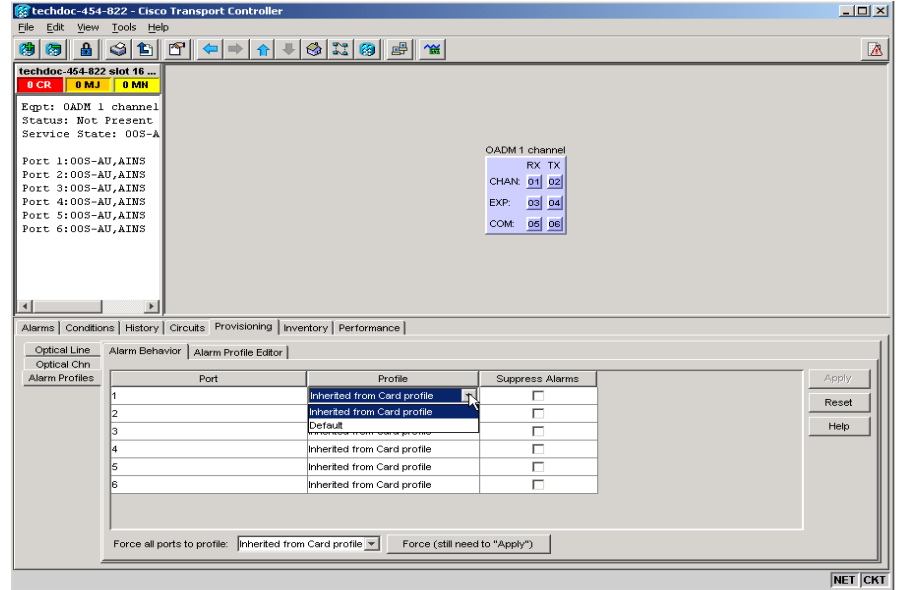 techdoc-454-822 - Cisco Transport Controller
File Edit View Tools Help
techdoc-454-822 slot 16 ...
0 CR 0 MJ 0 MN
Eqpt: OADM 1 channel
Status: Not Present
Service State: OOS-A
Port 1:OOS-AU,AINS
Port 2:OOS-AU,AINS
Port 3:OOS-AU,AINS
Port 4:OOS-AU,AINS
Port 5:OOS-AU,AINS
Port 6:OOS-AU,AINS
OADM 1 channel
RX TX
CHAN: 01 02
EXP: 03 04
COM: 05 06
Alarms Conditions History Circuits Provisioning Inventory Performance
Optical Line
Optical Chn
Alarm Profiles
Alarm Behavior Alarm Profile Editor
Port Profile Suppress Alarms
1 Inherited from Card profile
Inherited from Card profile
Default
2
3
4 Inherited from Card profile
5 Inherited from Card profile
6 Inherited from Card profile
Apply
Reset
Help
Force all ports to profile: Inherited from Card profile Force (still need to "Apply")
NET CKT